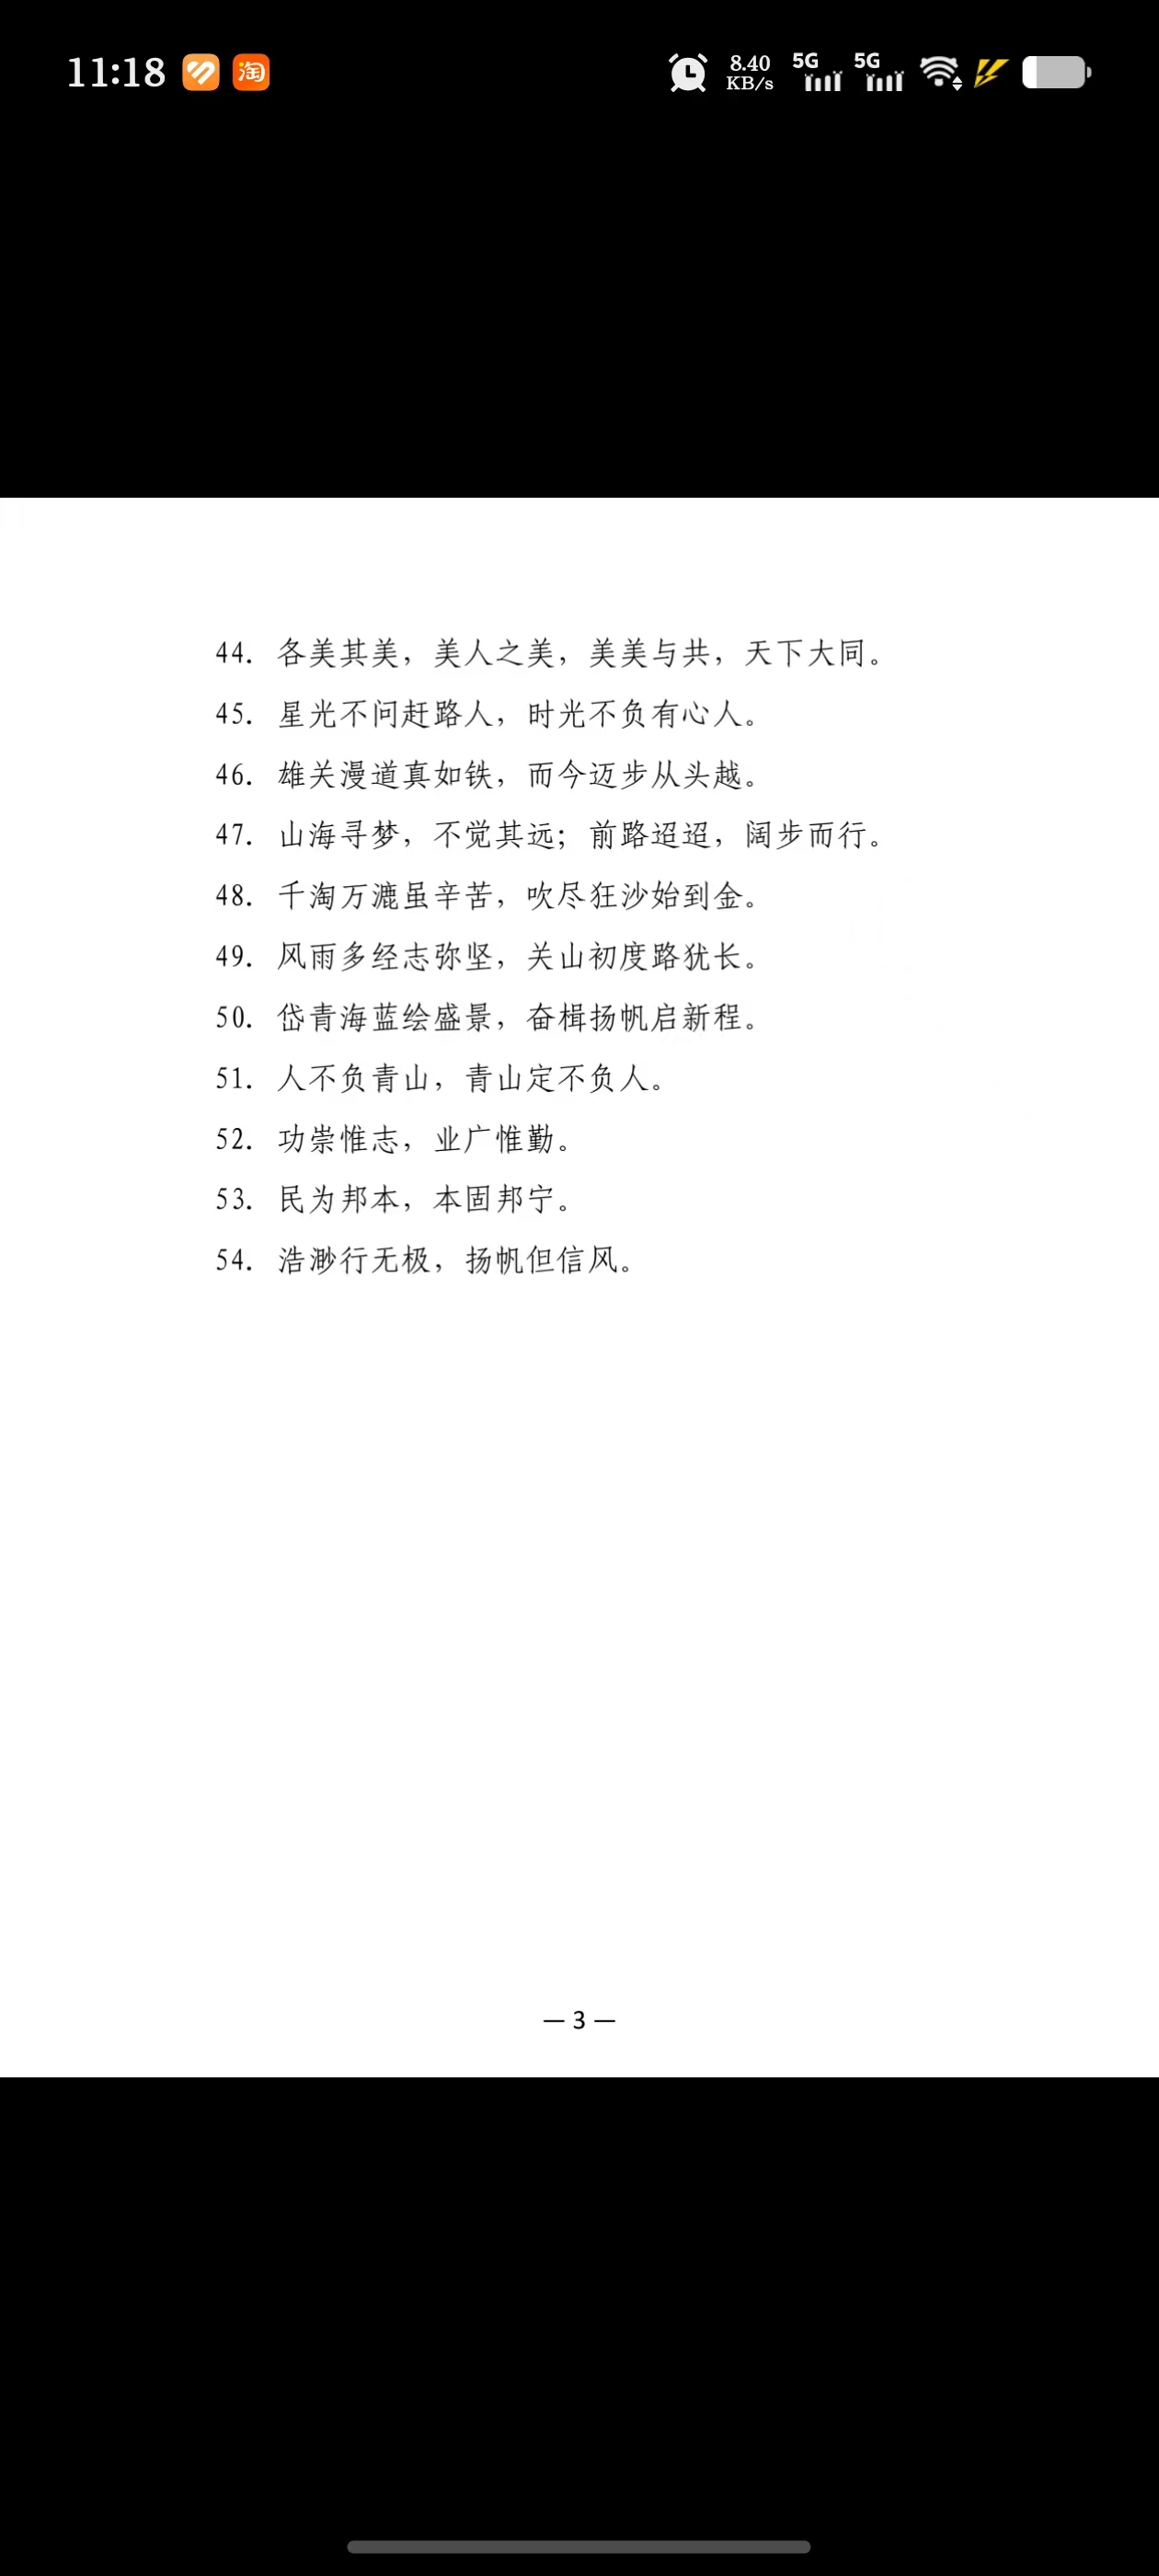 11:18 淘 8.40 KB/s 5G 5G
44. 各美其美，美人之美，美美与共，天下大同。
45. 星光不问赶路人，时光不负有心人。
46. 雄关漫道真如铁，而今迈步从头越。
47. 山海寻梦，不觉其远；前路迢迢，阔步而行。
48. 千淘万漉虽辛苦，吹尽狂沙始到金。
49. 风雨多经志弥坚，关山初度路犹长。
50. 岱青海蓝绘盛景，奋楫扬帆启新程。
51. 人不负青山，青山定不负人。
52. 功崇惟志，业广惟勤。
53. 民为邦本，本固邦宁。
54. 浩渺行无极，扬帆但信风。
— 3 —